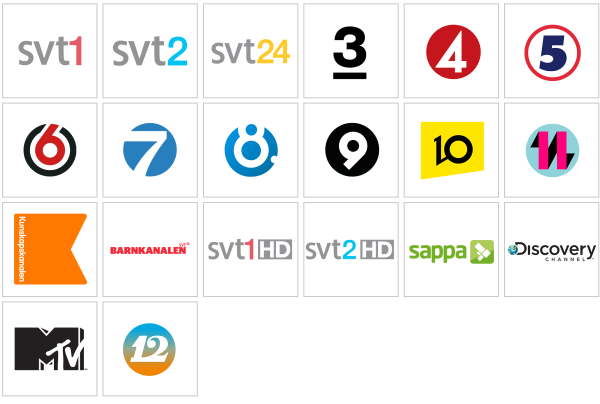 svt1
svt2
svt24
3
4
5
6
7
8
9
10
11
Kunskapskanalen
BARNKANALEN
svt
svt1 HD
svt2 HD
sappa
Discovery
CHANNEL
MTV
12